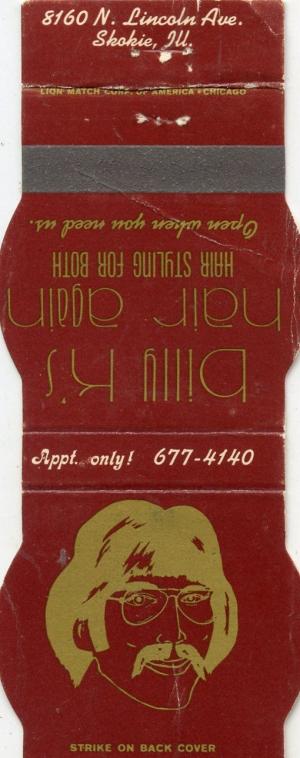 8160 N. Lincoln Ave.
Skokie, Ill.
LION MATCH CORP. OF AMERICA • CHICAGO
billy k's
hair again
HAIR STYLING FOR BOTH
Open when you need us.
Appt. only! 677-4140
STRIKE ON BACK COVER